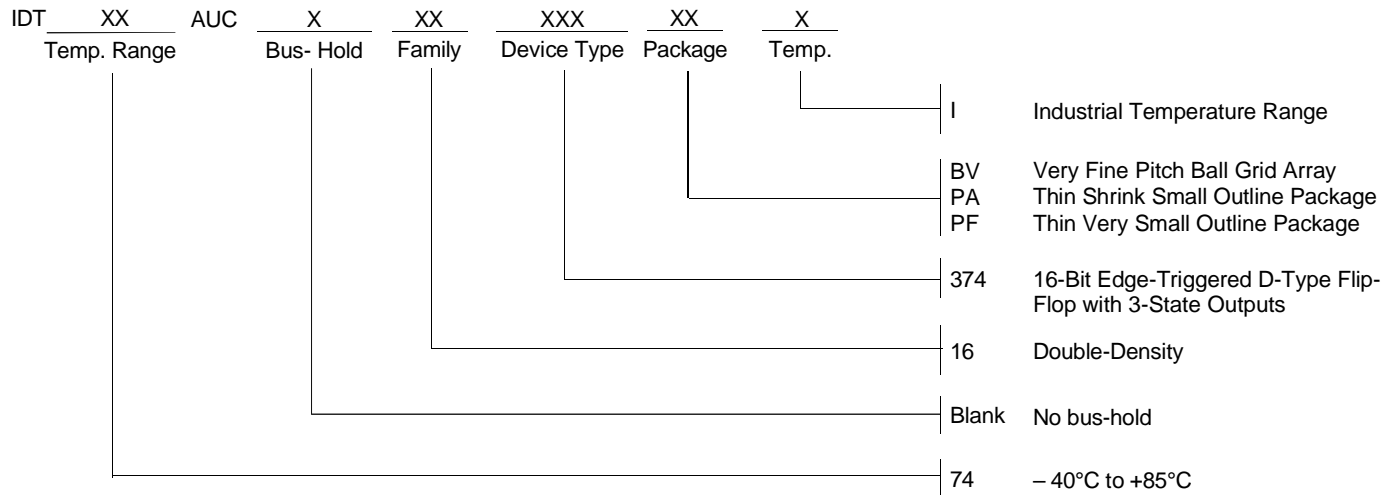 IDT XX AUC X XX XXX XX X
Temp. Range Bus- Hold Family Device Type Package Temp.
I Industrial Temperature Range
BV Very Fine Pitch Ball Grid Array
PA Thin Shrink Small Outline Package
PF Thin Very Small Outline Package
374 16-Bit Edge-Triggered D-Type Flip-
Flop with 3-State Outputs
16 Double-Density
Blank No bus-hold
74 – 40°C to +85°C